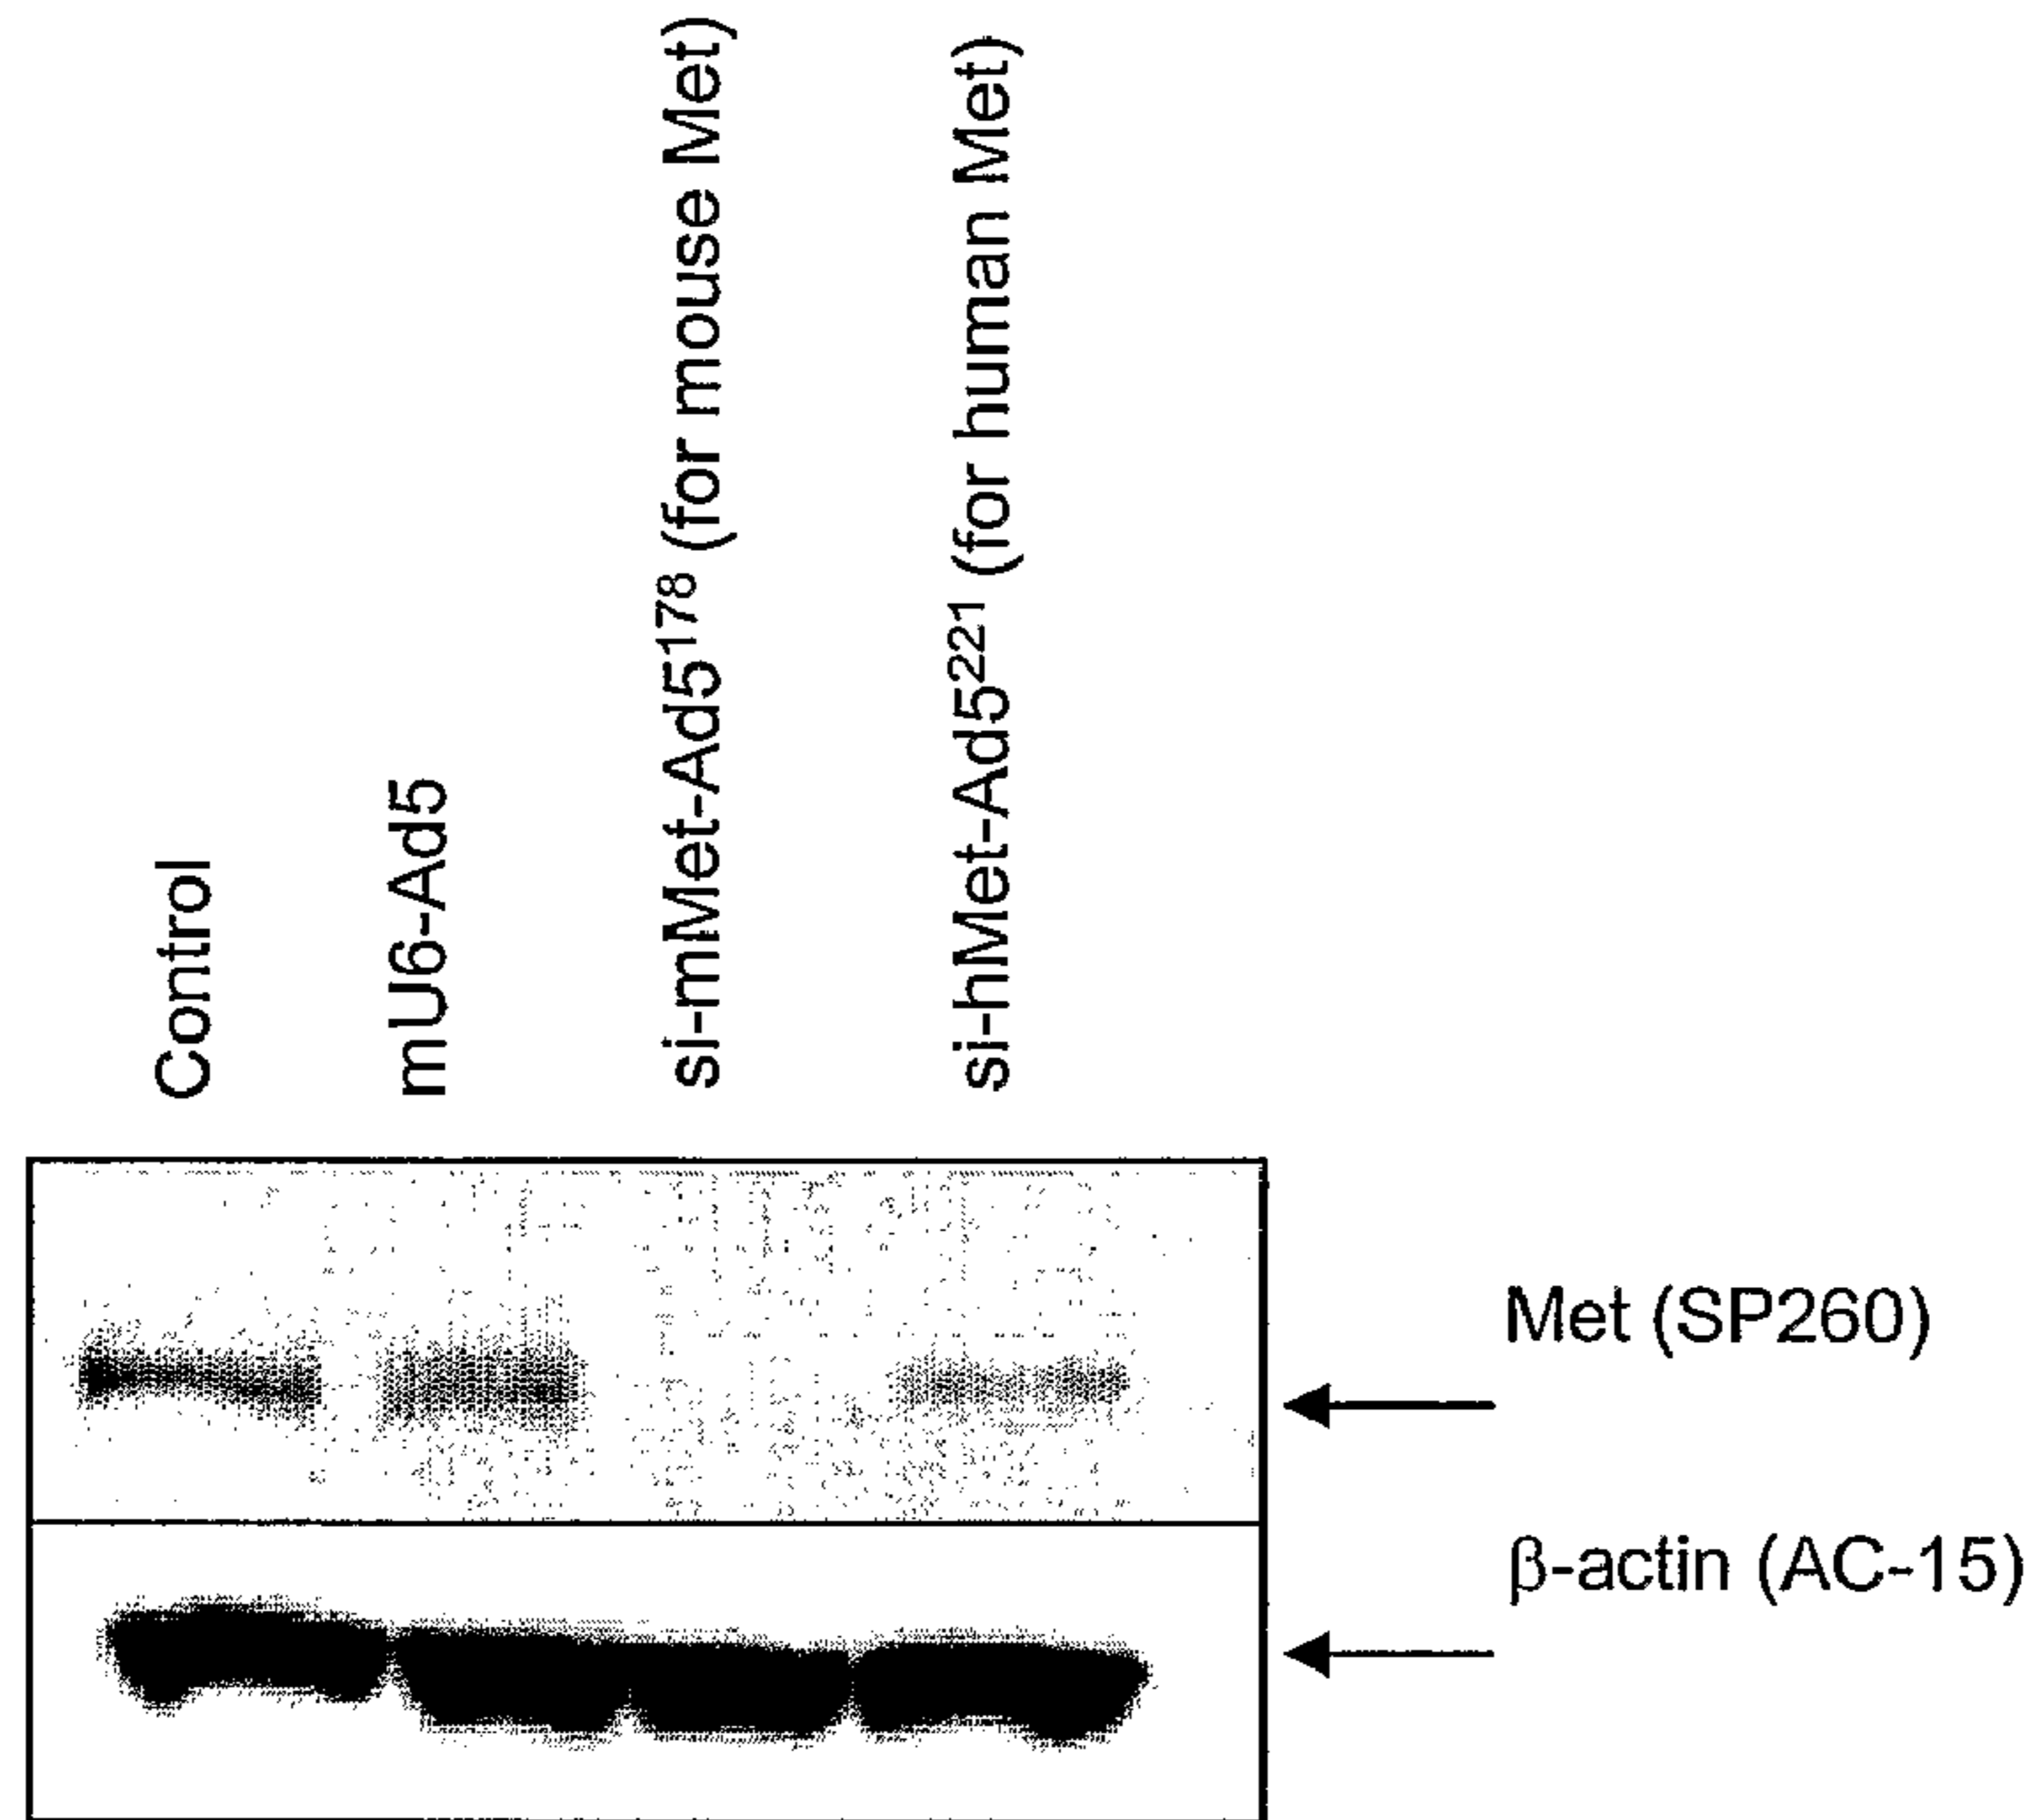 Control
mU6-Ad5
si-mMet-Ad5¹⁷⁸ (for mouse Met)
si-hMet-Ad5²²¹ (for human Met)
Met (SP260)
β-actin (AC-15)